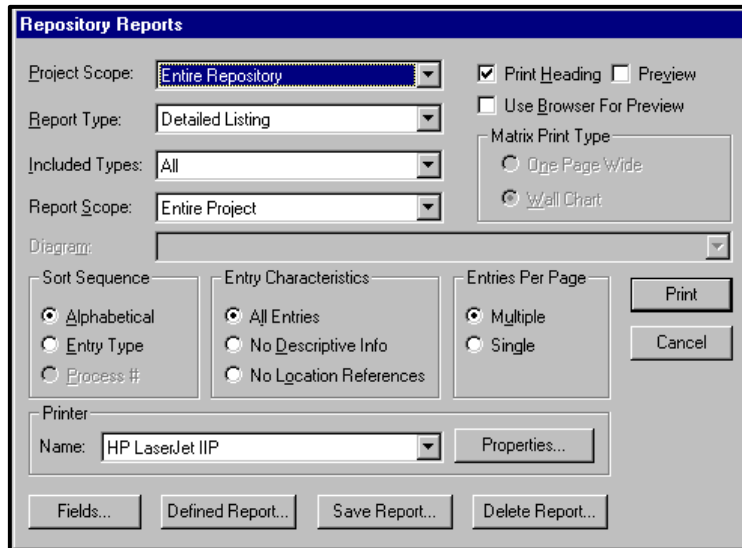 Repository Reports
Project Scope: Entire Repository
Print Heading Preview
Use Browser For Preview
Report Type: Detailed Listing
Matrix Print Type
One Page Wide
Wall Chart
Included Types: All
Report Scope: Entire Project
Diagram:
Sort Sequence
Alphabetical
Entry Type
Process #
Entry Characteristics
All Entries
No Descriptive Info
No Location References
Entries Per Page
Multiple
Single
Print
Cancel
Printer
Name: HP LaserJet IIP Properties...
Fields... Defined Report... Save Report... Delete Report...